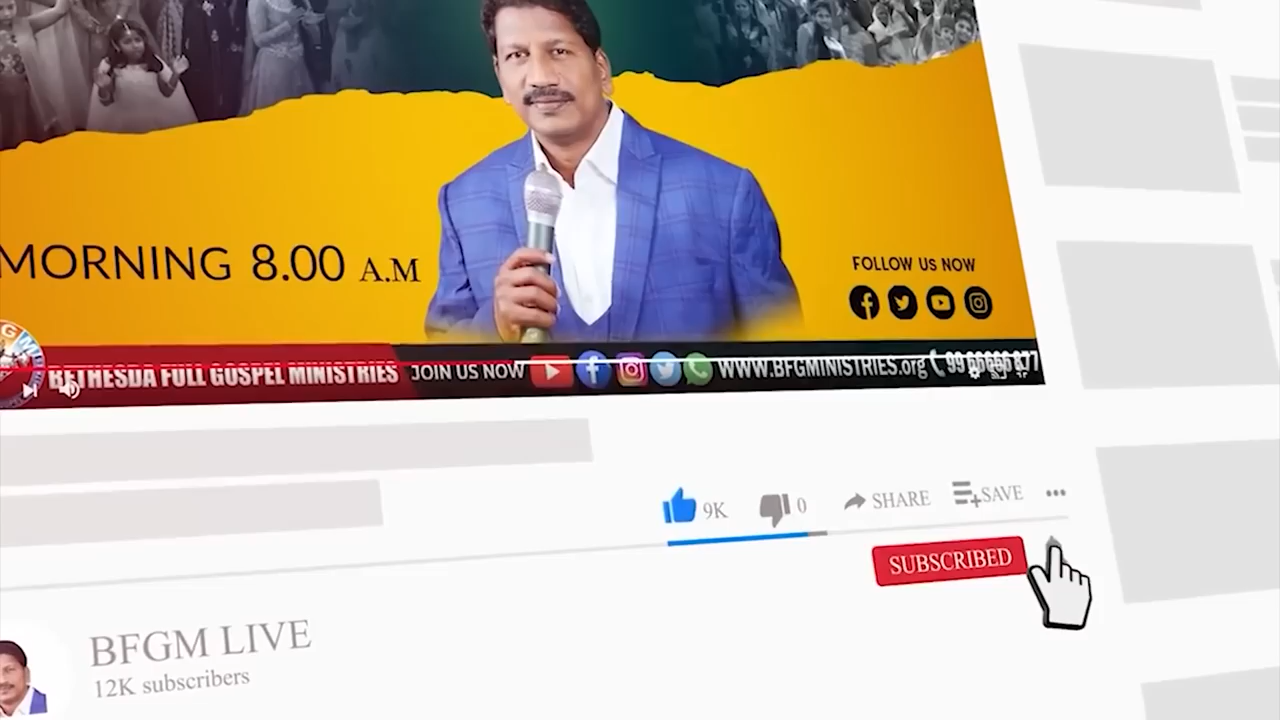 MORNING 8.00 A.M
FOLLOW US NOW
BETHESDA FULL GOSPEL MINISTRIES JOIN US NOW WWW.BFGMINISTRIES.org
9K 0 SHARE SAVE
SUBSCRIBED
BFGM LIVE
12K subscribers